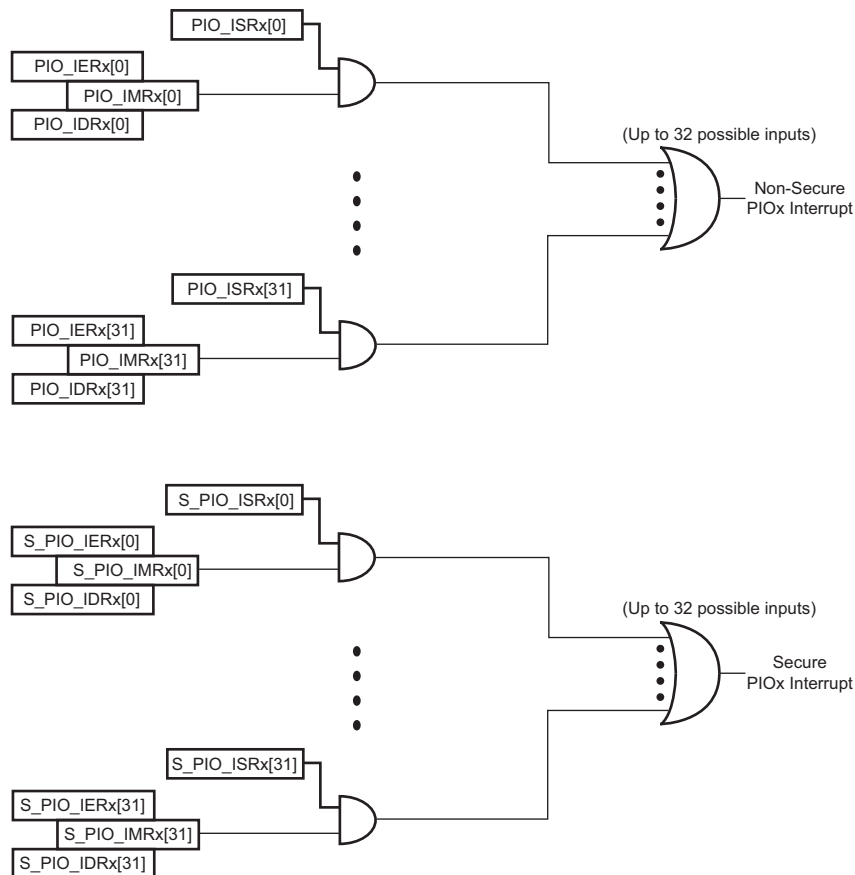 PIO_ISRx[0]
PIO_IERx[0]
PIO_IMRx[0]
PIO_IDRx[0]
(Up to 32 possible inputs)
Non-Secure
PIOx Interrupt
PIO_ISRx[31]
PIO_IERx[31]
PIO_IMRx[31]
PIO_IDRx[31]
S_PIO_ISRx[0]
S_PIO_IERx[0]
S_PIO_IMRx[0]
S_PIO_IDRx[0]
(Up to 32 possible inputs)
Secure
PIOx Interrupt
S_PIO_ISRx[31]
S_PIO_IERx[31]
S_PIO_IMRx[31]
S_PIO_IDRx[31]